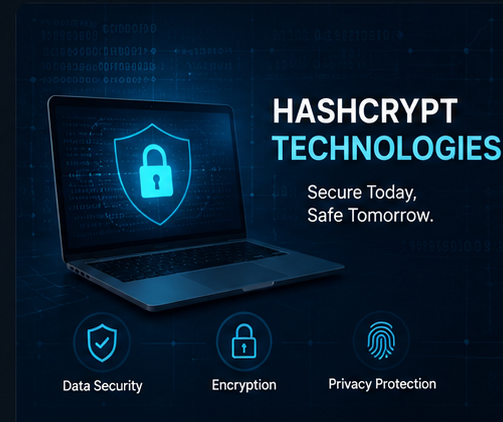 HASHCRYPT
TECHNOLOGIES
Secure Today,
Safe Tomorrow.
Data Security
Encryption
Privacy Protection